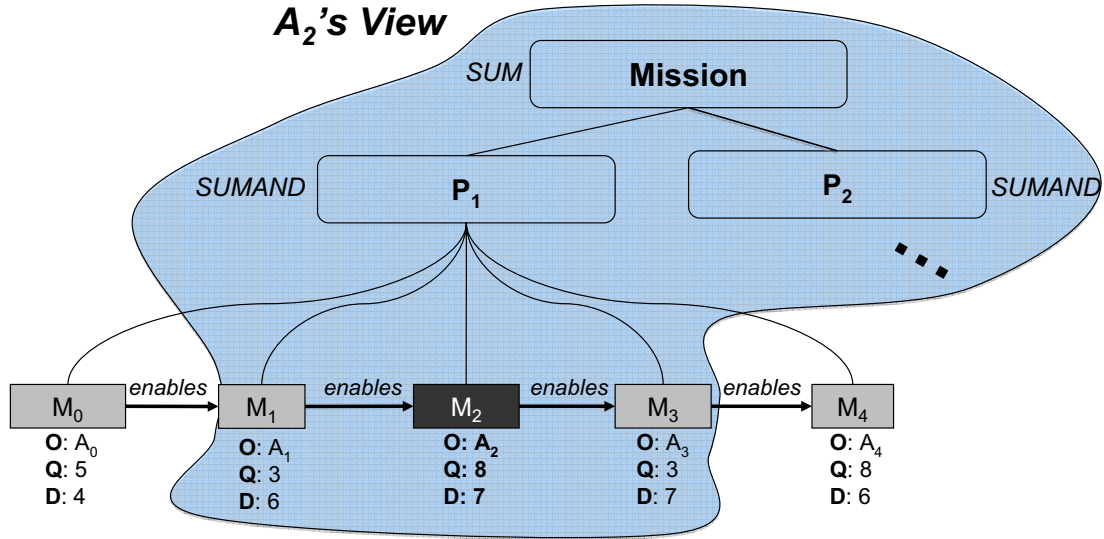 A2's View
SUM
Mission
SUMAND
P1
P2
SUMAND
enables
enables
enables
enables
M0
M1
M2
M3
M4
O: A0
Q: 5
D: 4
O: A1
Q: 3
D: 6
O: A2
Q: 8
D: 7
O: A3
Q: 3
D: 7
O: A4
Q: 8
D: 6